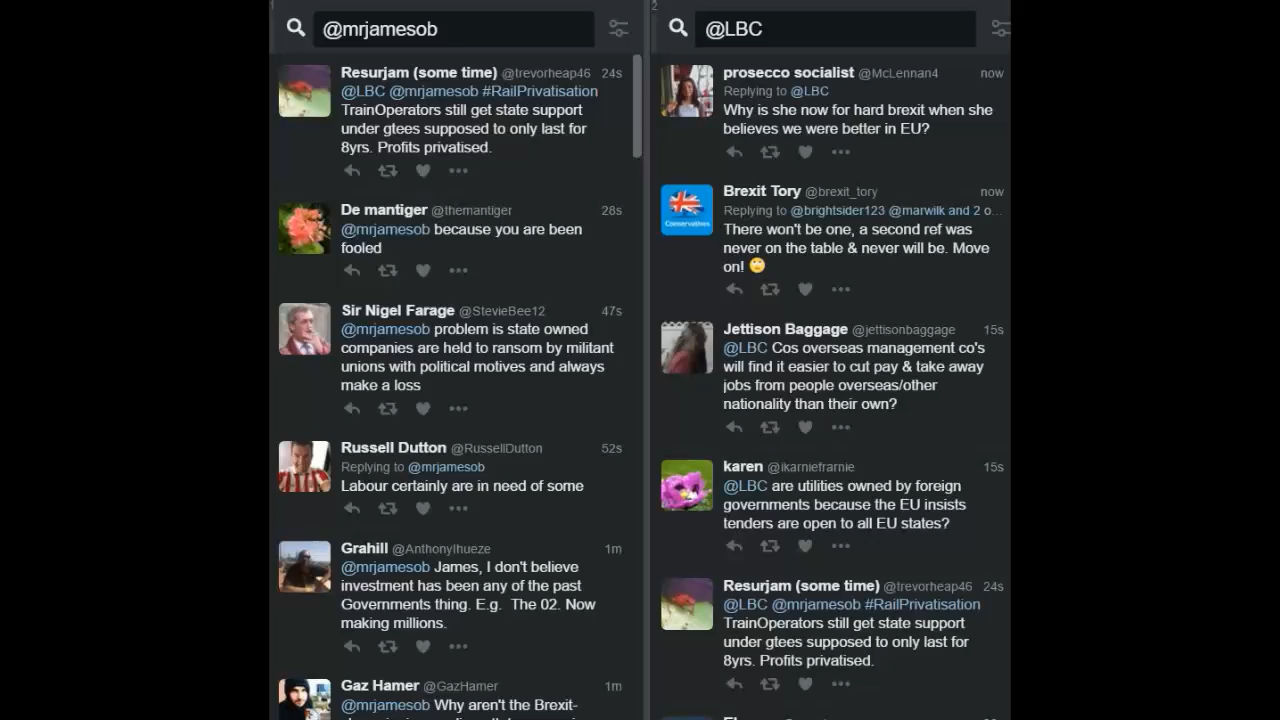 1
@mrjamesob
Resurjam (some time) @trevorheap46 24s
@LBC @mrjamesob #RailPrivatisation
TrainOperators still get state support
under gtees supposed to only last for
8yrs. Profits privatised.
De mantiger @themantiger 28s
@mrjamesob because you are been
fooled
Sir Nigel Farage @StevieBee12 47s
@mrjamesob problem is state owned
companies are held to ransom by militant
unions with political motives and always
make a loss
Russell Dutton @RussellDutton 52s
Replying to @mrjamesob
Labour certainly are in need of some
Grahill @Anthonylhueze 1m
@mrjamesob James, I don't believe
investment has been any of the past
Governments thing. E.g. The 02. Now
making millions.
Gaz Hamer @GazHamer 1m
@mrjamesob Why aren't the Brexit-
2
@LBC
prosecco socialist @McLennan4 now
Replying to @LBC
Why is she now for hard brexit when she
believes we were better in EU?
Brexit Tory @brexit_tory now
Replying to @brightsider123 @marwilk and 2 o...
There won't be one, a second ref was
never on the table & never will be. Move
on! 🙄
Conservatives
Jettison Baggage @jettisonbaggage 15s
@LBC Cos overseas management co's
will find it easier to cut pay & take away
jobs from people overseas/other
nationality than their own?
karen @ikarniefrarnie 15s
@LBC are utilities owned by foreign
governments because the EU insists
tenders are open to all EU states?
Resurjam (some time) @trevorheap46 24s
@LBC @mrjamesob #RailPrivatisation
TrainOperators still get state support
under gtees supposed to only last for
8yrs. Profits privatised.